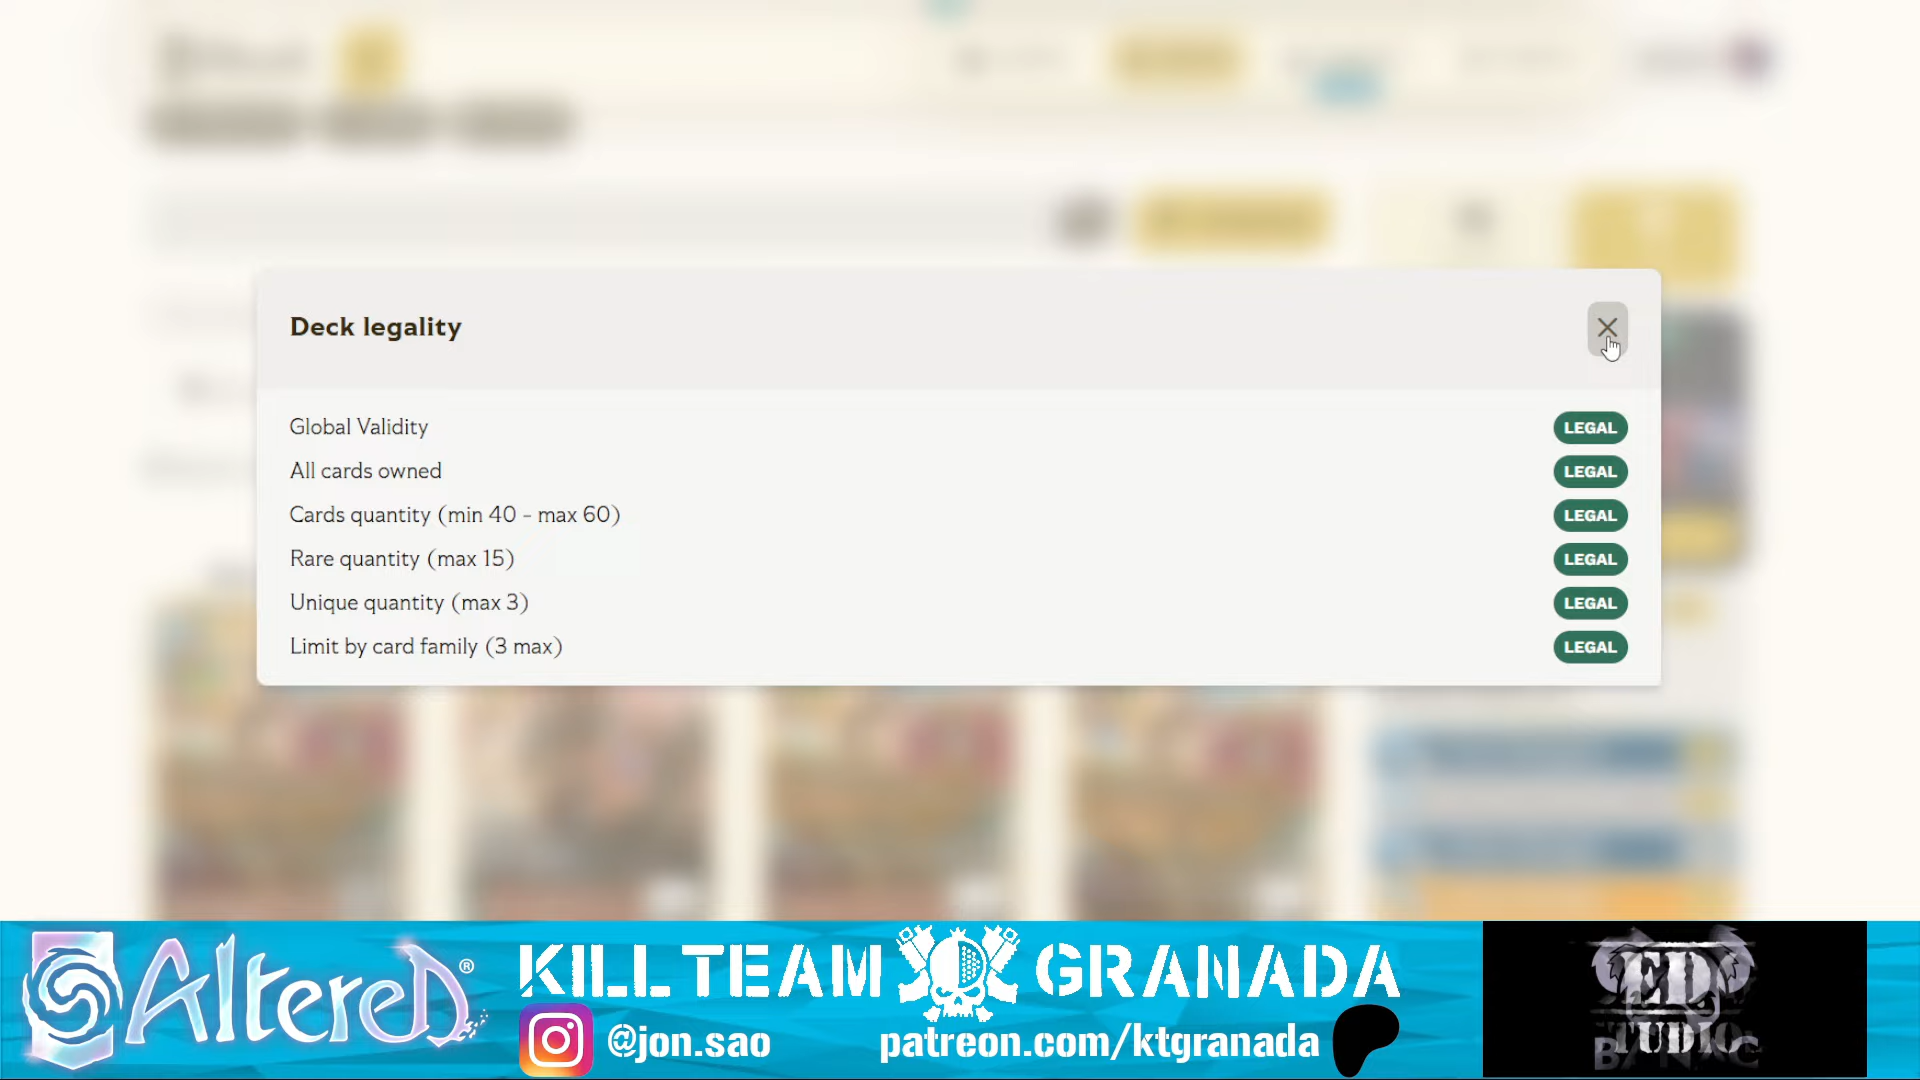 Deck legality
Global Validity LEGAL
All cards owned LEGAL
Cards quantity (min 40 - max 60) LEGAL
Rare quantity (max 15) LEGAL
Unique quantity (max 3) LEGAL
Limit by card family (3 max) LEGAL
Altered®
KILL TEAM GRANADA
@jon.sao
patreon.com/ktgranada
ED